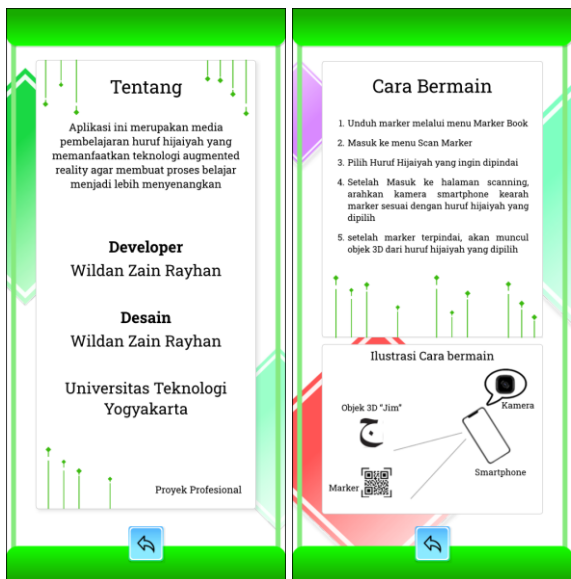 Tentang
Aplikasi ini merupakan media
pembelajaran huruf hijaiyah yang
memanfaatkan teknologi augmented
reality agar membuat proses belajar
menjadi lebih menyenangkan
Developer
Wildan Zain Rayhan
Desain
Wildan Zain Rayhan
Universitas Teknologi
Yogyakarta
Proyek Profesional
Cara Bermain
1. Unduh marker melalui menu Marker Book
2. Masuk ke menu Scan Marker
3. Pilih Huruf Hijaiyah yang ingin dipindai
4. Setelah Masuk ke halaman scanning,
arahkan kamera smartphone kearah
marker sesuai dengan huruf hijaiyah yang
dipilih
5. setelah marker terpindai, akan muncul
objek 3D dari huruf hijaiyah yang dipilih
Ilustrasi Cara bermain
Kamera
Objek 3D "Jim"
ج
Smartphone
Marker